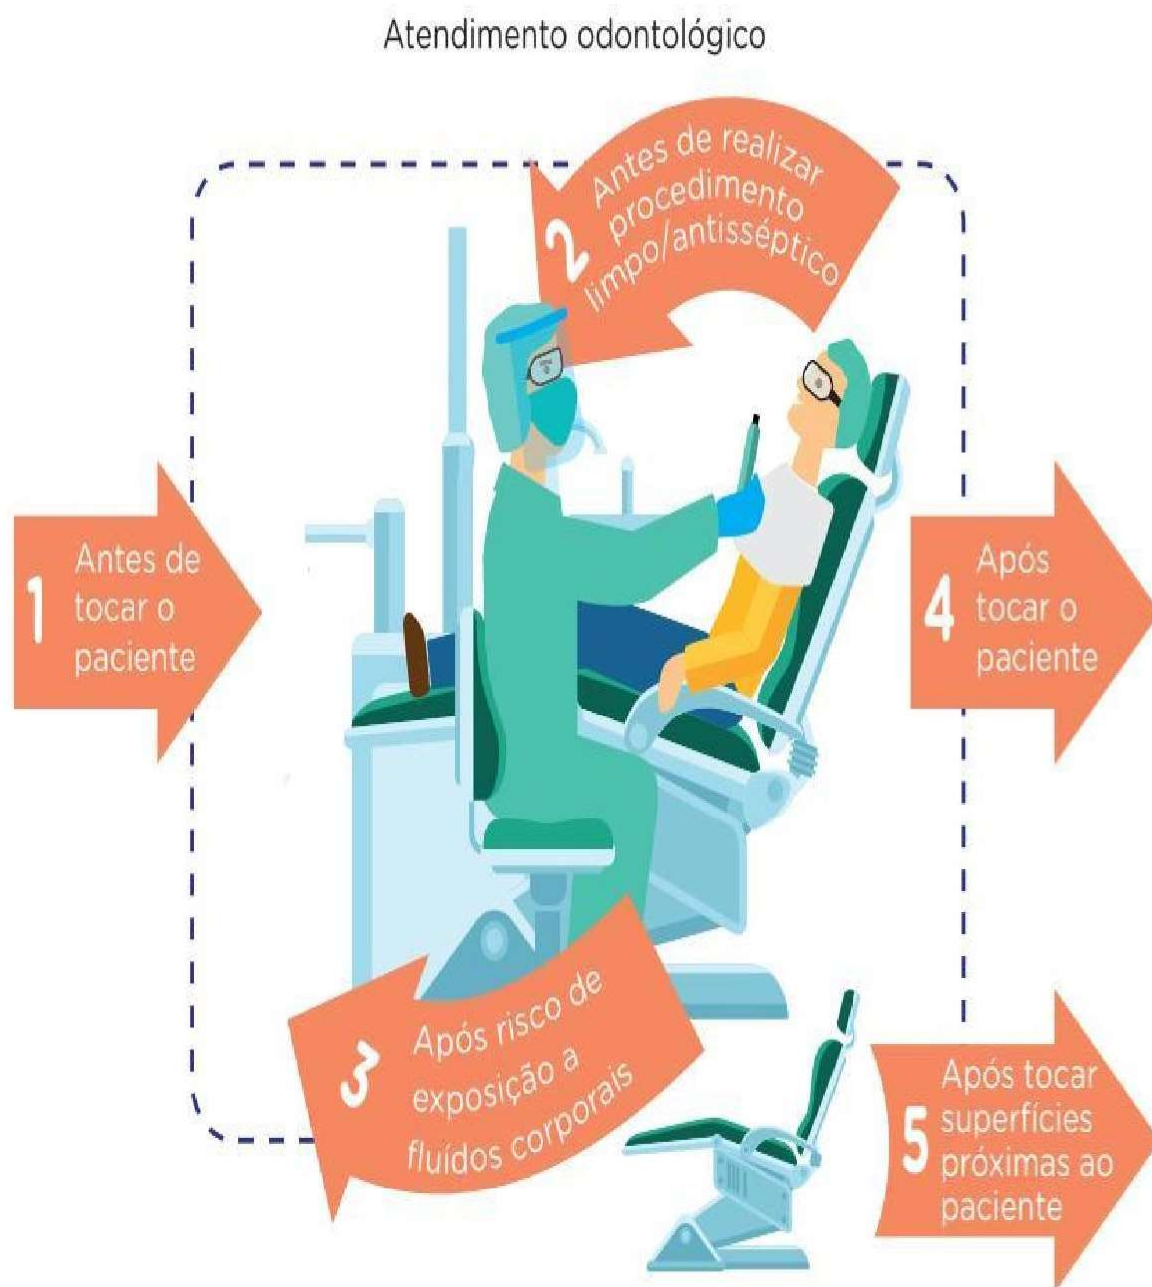 Atendimento odontológico
1
Antes de
tocar o
paciente
2
Antes de realizar
procedimento
limpo/antisséptico
3
Após risco de
exposição a
fluídos corporais
4
Após
tocar o
paciente
5
Após tocar
superfícies
próximas ao
paciente